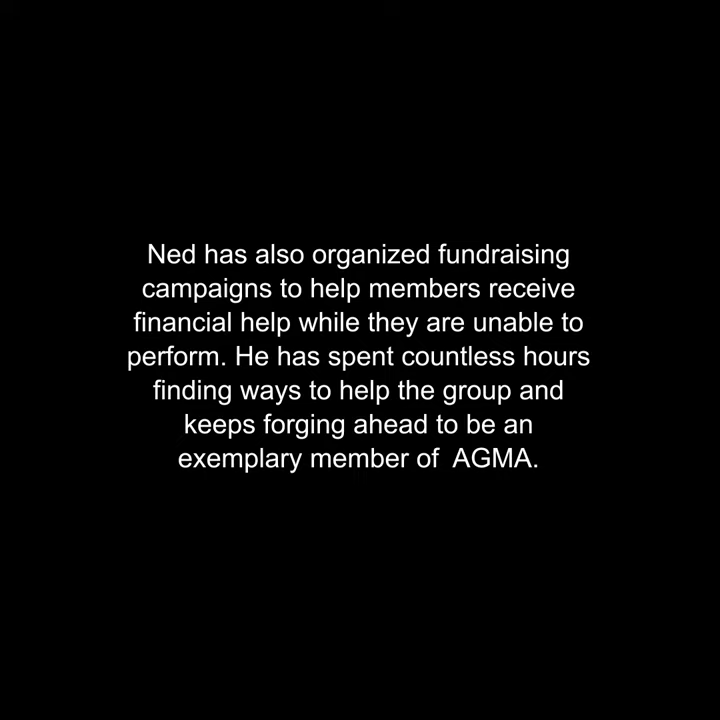 Ned has also organized fundraising
campaigns to help members receive
financial help while they are unable to
perform. He has spent countless hours
finding ways to help the group and
keeps forging ahead to be an
exemplary member of  AGMA.